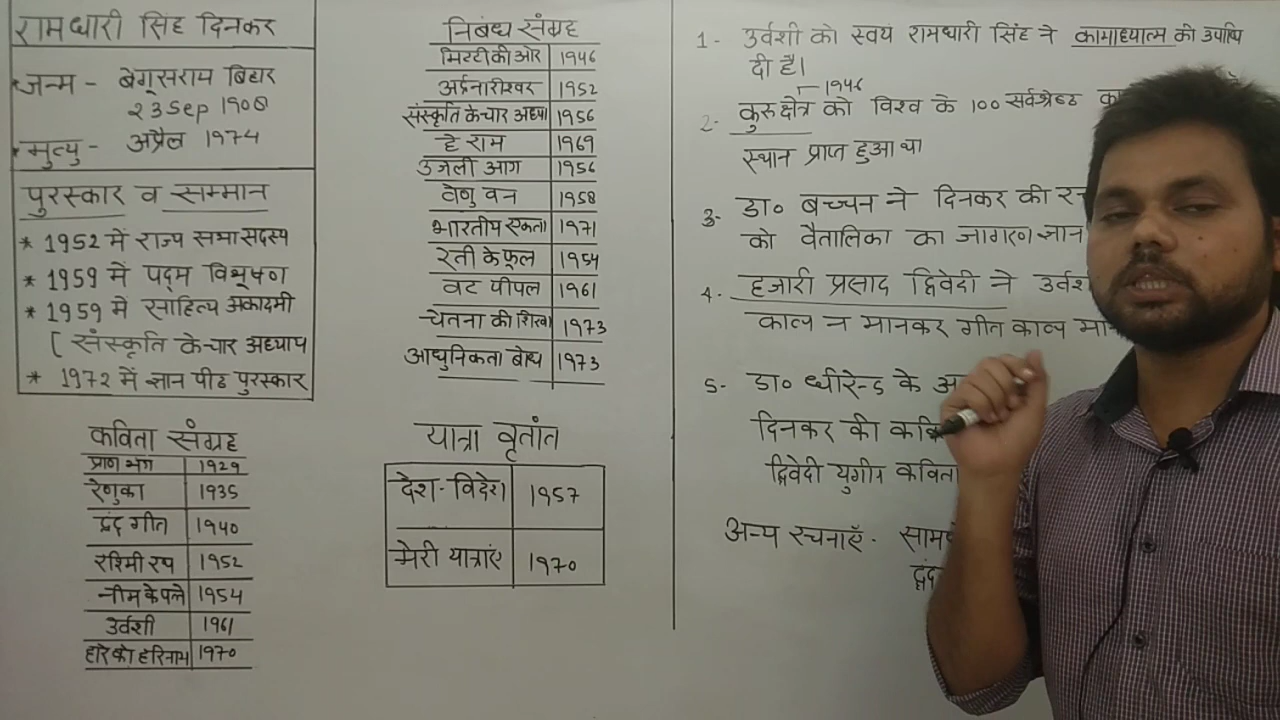 रामधारी सिंह दिनकर
*जन्म - बेगूसराय बिहार
23 Sep 1908
*मृत्यु - अप्रैल 1974
पुरस्कार व सम्मान
* 1952 में राज्य सभा सदस्य
* 1959 में पद्म विभूषण
* 1959 में साहित्य अकादमी
[ संस्कृति के चार अध्याय
* 1972 में ज्ञान पीठ पुरस्कार
कविता संग्रह
प्राण भंग 1929
रेणुका 1935
द्वंद गीत 1940
रश्मि रथ 1952
नीम के पत्ते 1954
उर्वशी 1961
हारे को हरिनाम 1970
निबंध संग्रह
मिट्टी की ओर 1946
अर्द्धनारीश्वर 1952
संस्कृति के चार अध्या 1956
हे राम 1969
उजली आग 1956
वेणु वन 1958
भारतीय एकता 1971
रेती के फूल 1954
वट पीपल 1961
चेतना की शिखा 1973
आधुनिकता बोध 1973
यात्रा वृतांत
देश-विदेश 1957
मेरी यात्राएं 1970
1- उर्वशी को स्वयं रामधारी सिंह ने कामाध्यात्म की उपाधि
दी है।
1946
2- कुरुक्षेत्र को विश्व के 100 सर्वश्रेष्ठ
स्थान प्राप्त हुआ था
3- डा० बच्चन ने दिनकर की
को वैतालिका का जागरण ज्ञान
4- हजारी प्रसाद द्विवेदी ने
काव्य न मानकर गीत काव्य
5- डा० धीरेन्द्र के
दिनकर की
द्विवेदी युगीन कविता
अन्य रचनाएँ -